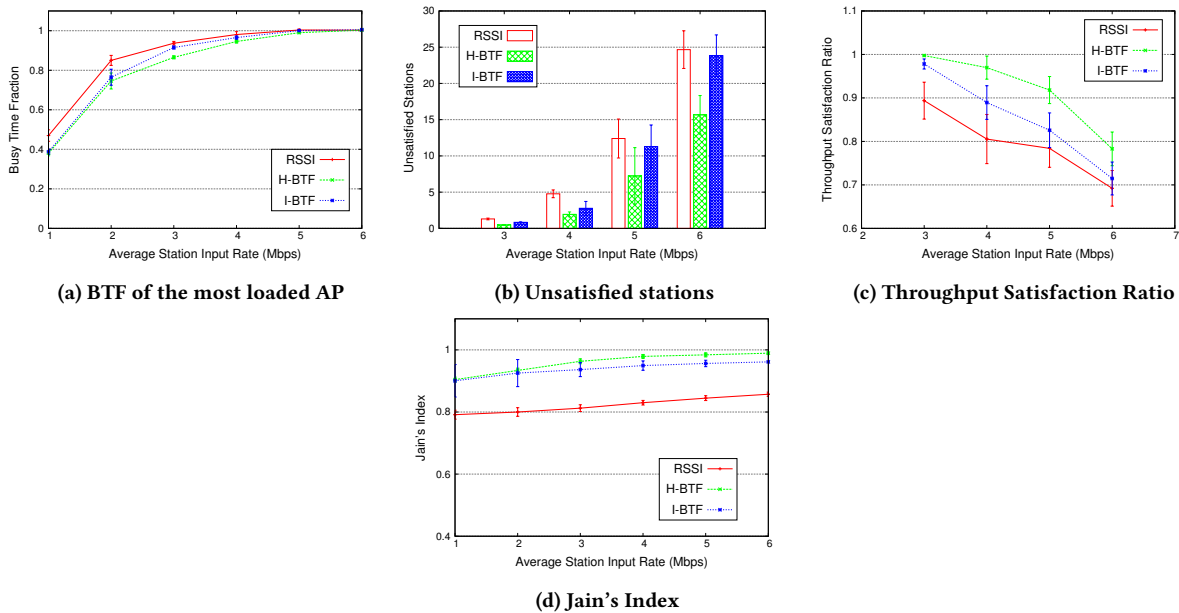 Busy Time Fraction
1
0.8
0.6
0.4
0.2
0
RSSI
H-BTF
I-BTF
1 2 3 4 5 6
Average Station Input Rate (Mbps)
(a) BTF of the most loaded AP
Unsatisfied Stations
30
25
20
15
10
5
0
RSSI
H-BTF
I-BTF
3 4 5 6
Average Station Input Rate (Mbps)
(b) Unsatisfied stations
Throughput Satisfaction Ratio
1
0.9
0.8
0.7
0.6
RSSI
H-BTF
I-BTF
2 3 4 5 6 7
Average Station Input Rate (Mbps)
(c) Throughput Satisfaction Ratio
Jain's Index
1
0.8
0.6
0.4
RSSI
H-BTF
I-BTF
1 2 3 4 5 6
Average Station Input Rate (Mbps)
(d) Jain's Index